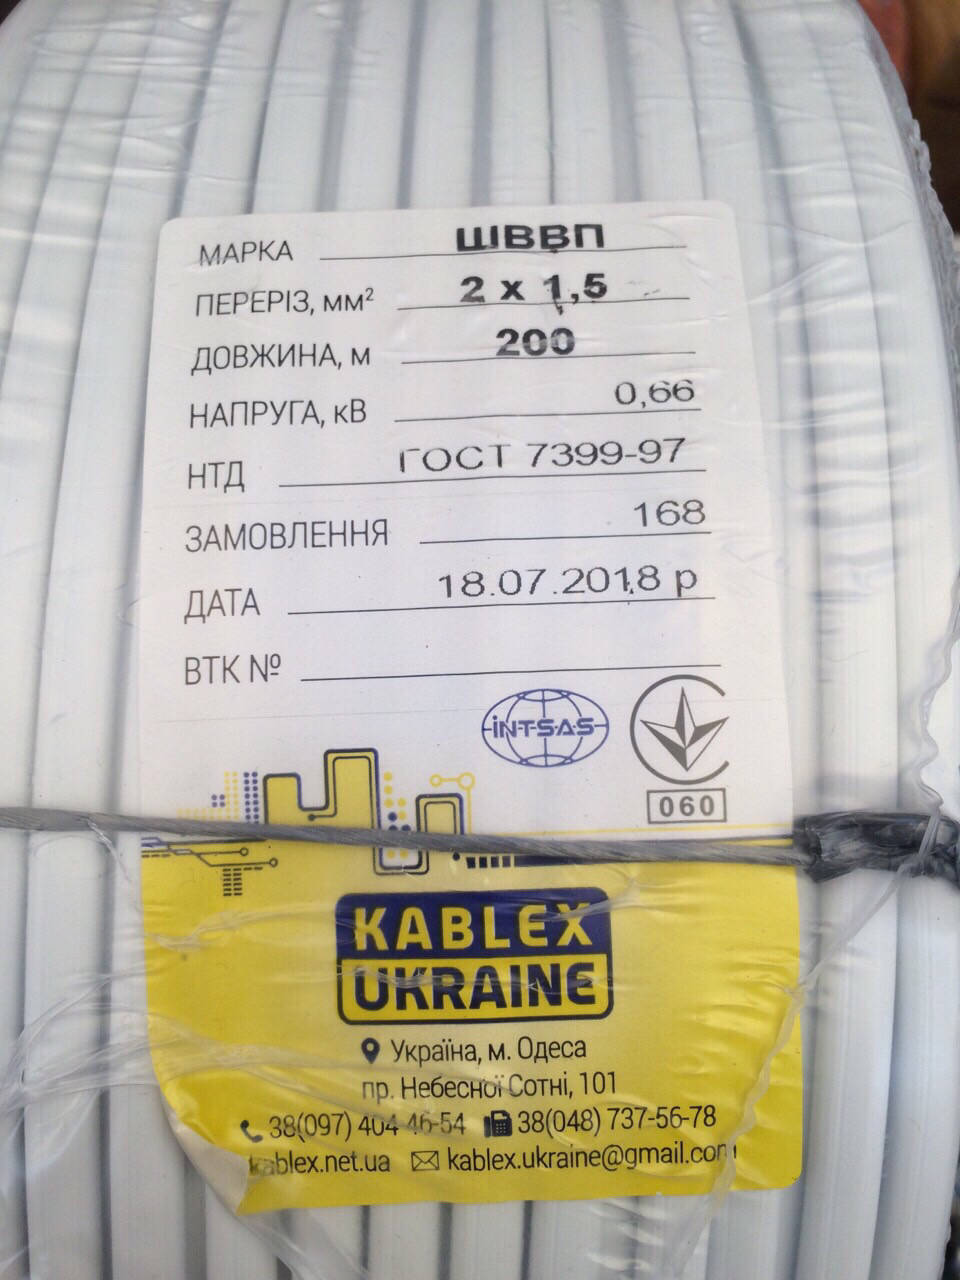 МАРКА ШВВП
ПЕРЕРІЗ, мм² 2 х 1,5
ДОВЖИНА, м 200
НАПРУГА, кВ 0,66
НТД ГОСТ 7399-97
ЗАМОВЛЕННЯ 168
ДАТА 18.07.2018 р
ВТК №
INTSAS
060
KABLEX
UKRAINE
Україна, м. Одеса
пр. Небесної Сотні, 101
38(097) 404 46-54 38(048) 737-56-78
kablex.net.ua kablex.ukraine@gmail.com